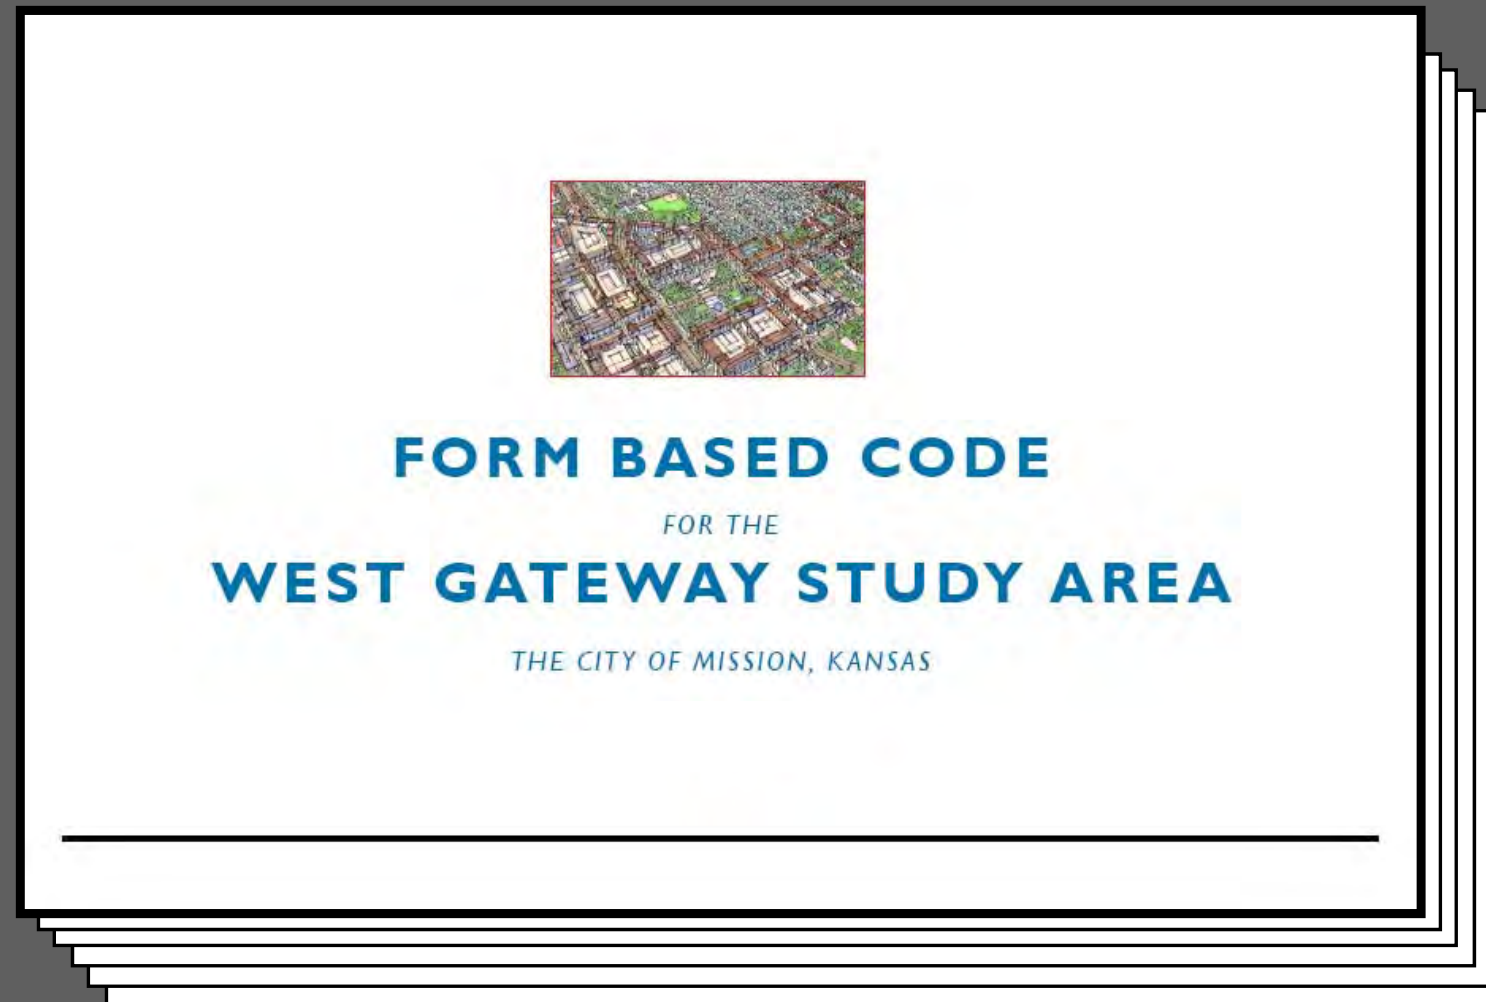 FORM BASED CODE
FOR THE
WEST GATEWAY STUDY AREA
THE CITY OF MISSION, KANSAS